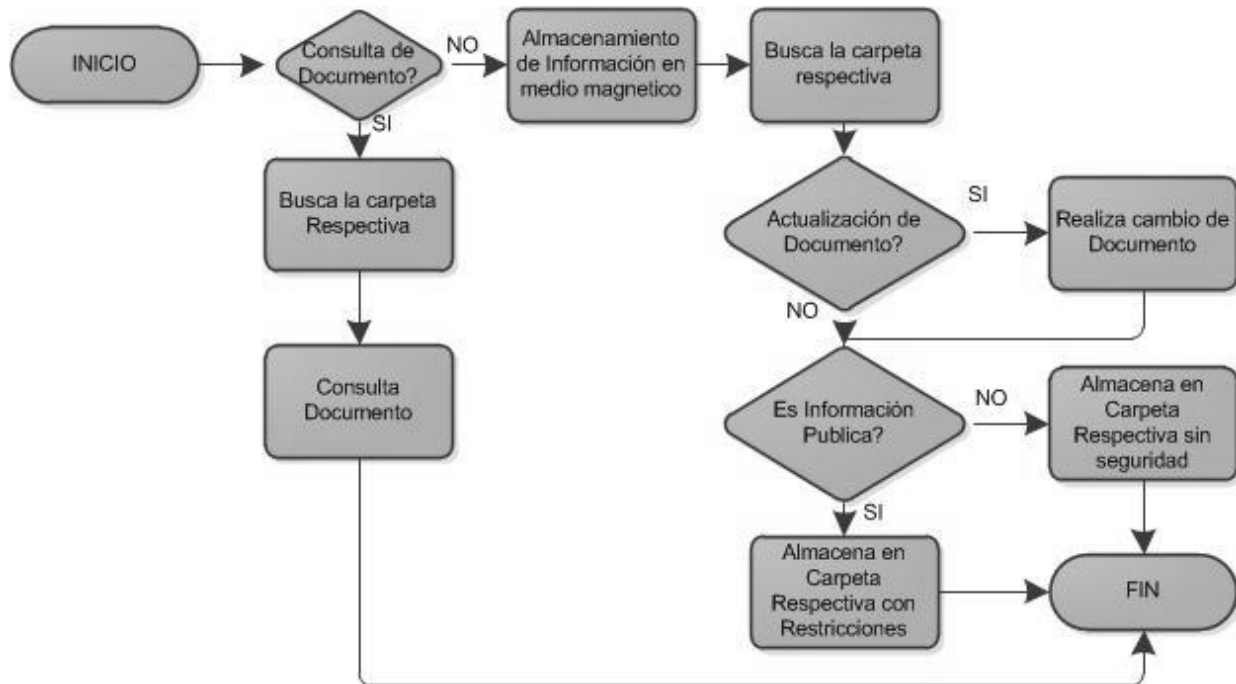 INICIO
Consulta de
Documento?
NO
Almacenamiento
de Información en
medio magnetico
Busca la carpeta
respectiva
SI
Busca la carpeta
Respectiva
Actualización de
Documento?
SI
Realiza cambio de
Documento
NO
Consulta
Documento
Es Información
Publica?
NO
Almacena en
Carpeta
Respectiva sin
seguridad
SI
Almacena en
Carpeta
Respectiva con
Restricciones
FIN